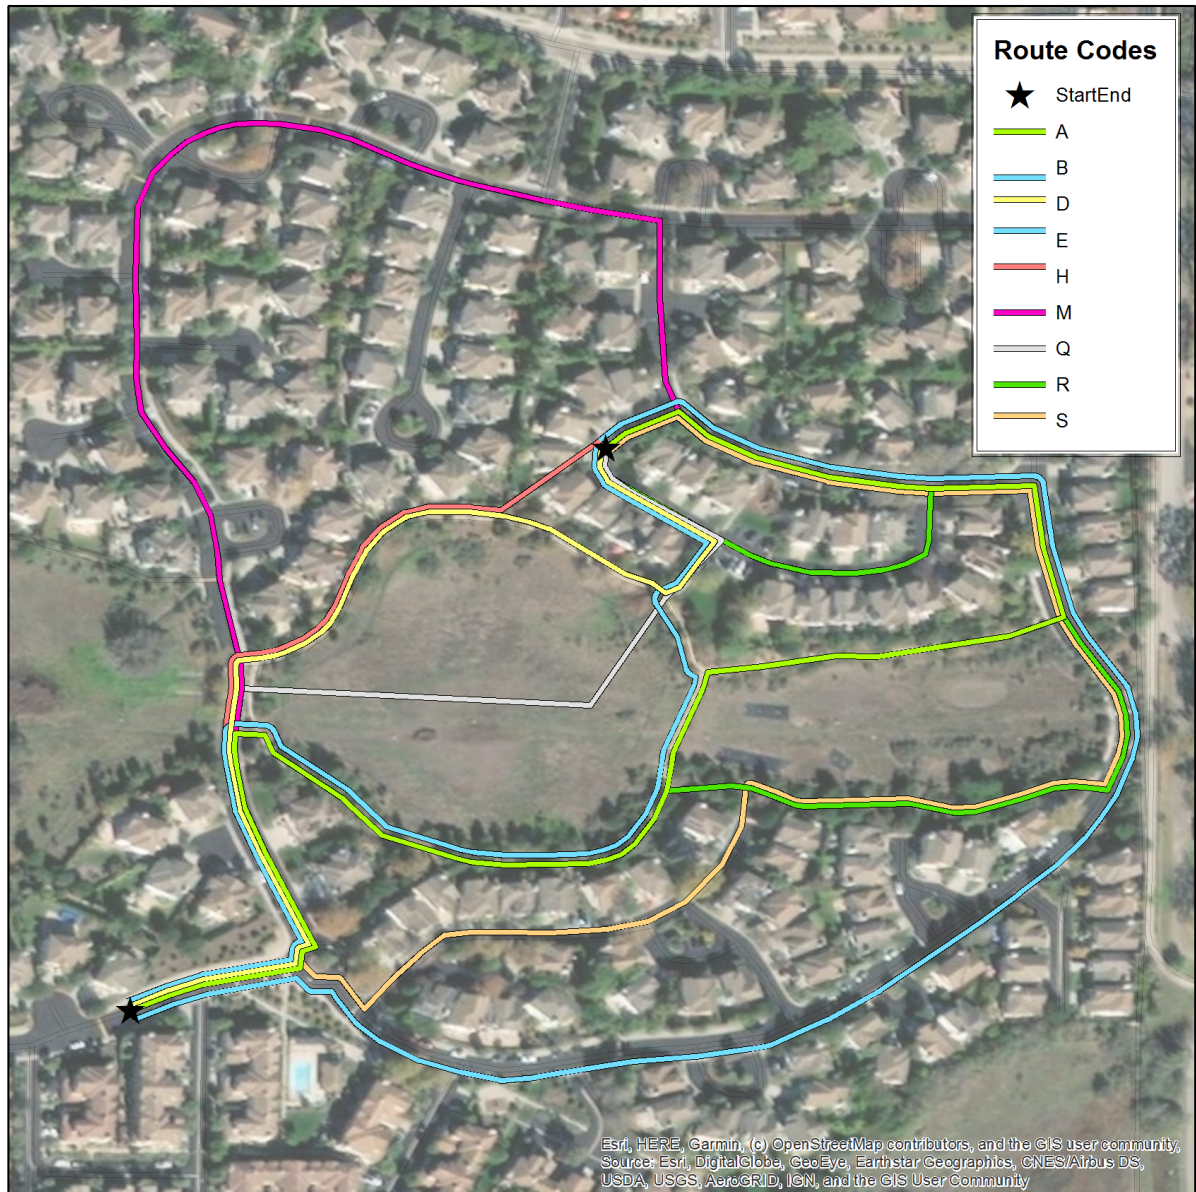 Route Codes
StartEnd
A
B
D
E
H
M
Q
R
S
Esri, HERE, Garmin, (c) OpenStreetMap contributors, and the GIS user community,
Source: Esri, DigitalGlobe, GeoEye, Earthstar Geographics, CNES/Airbus DS,
USDA, USGS, AeroGRID, IGN, and the GIS User Community